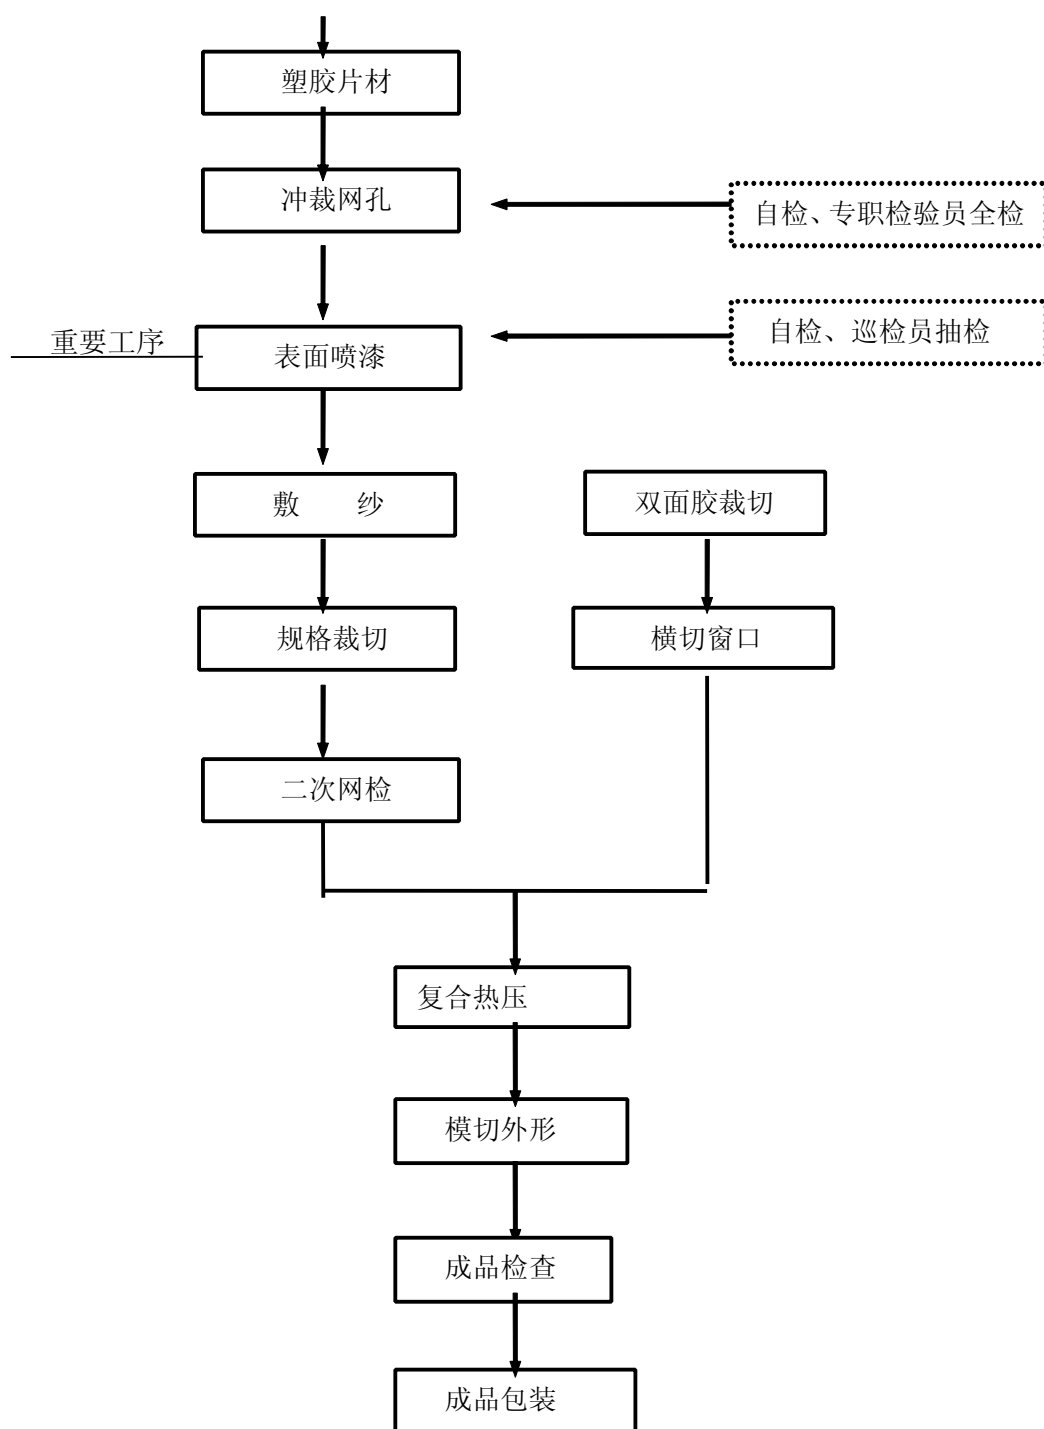 塑胶片材
冲裁网孔
自检、专职检验员全检
重要工序
表面喷漆
自检、巡检员抽检
敷 纱
双面胶裁切
规格裁切
横切窗口
二次网检
复合热压
模切外形
成品检查
成品包装